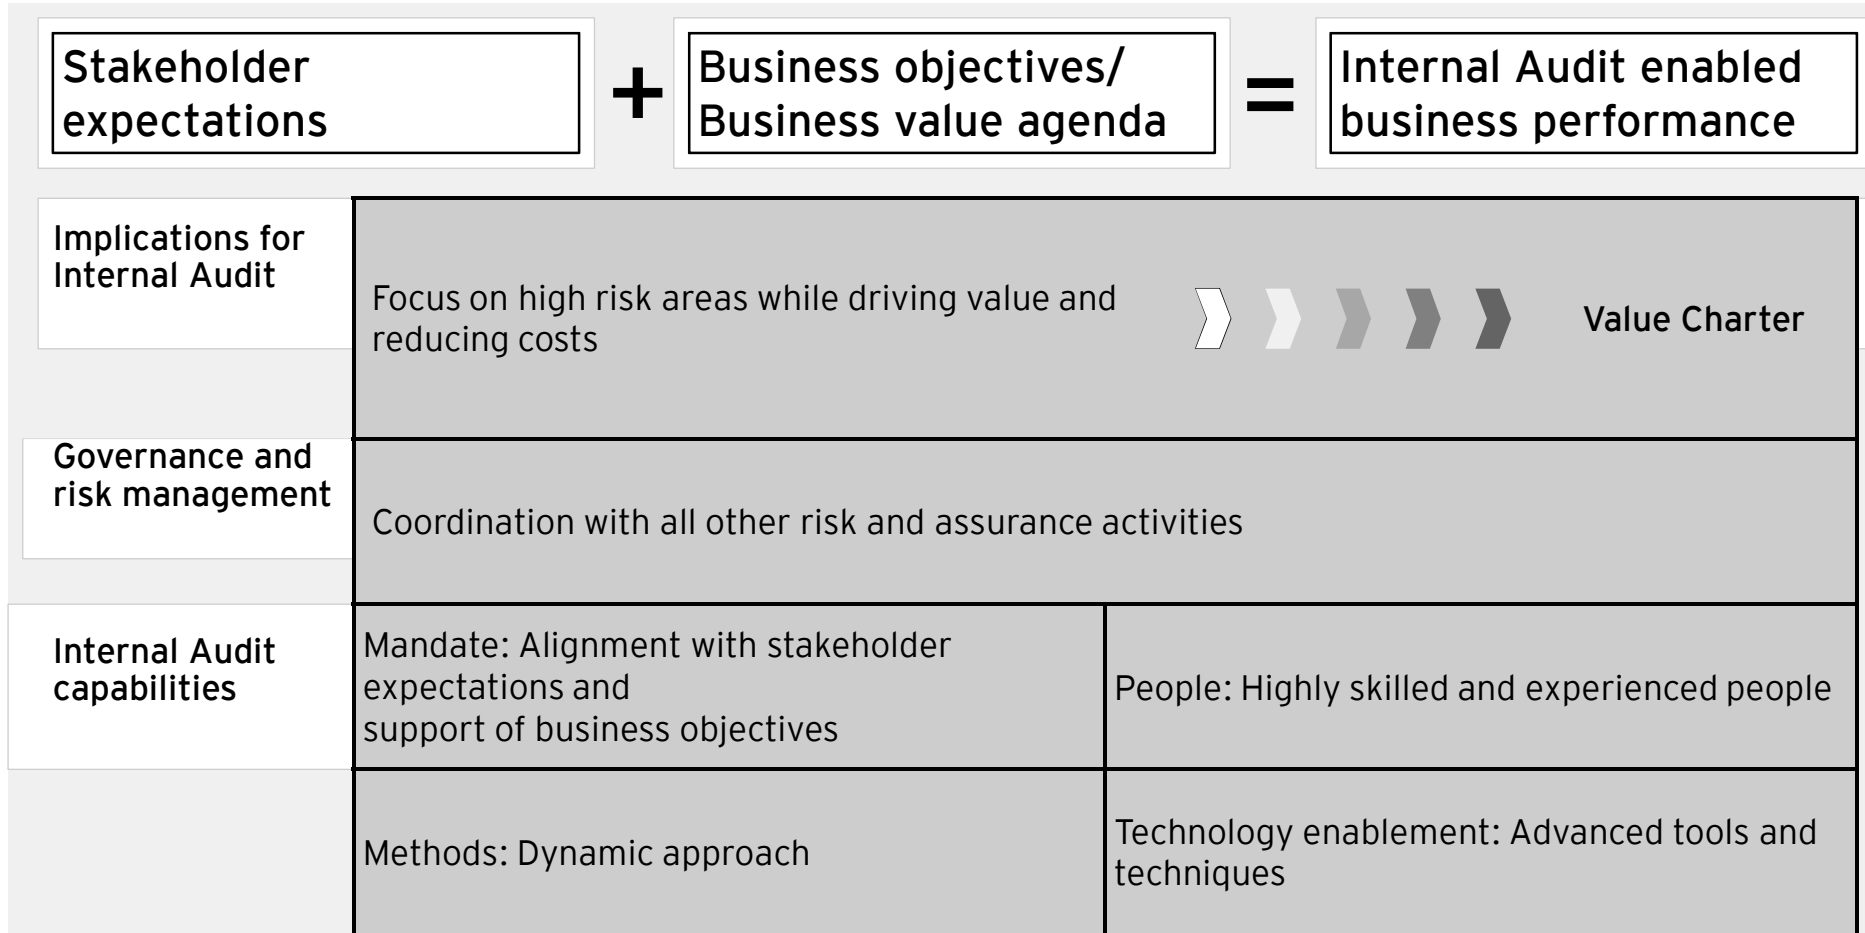 Stakeholder
expectations
+
Business objectives/
Business value agenda
=
Internal Audit enabled
business performance
Implications for
Internal Audit
Focus on high risk areas while driving value and
reducing costs
Value Charter
Governance and
risk management
Coordination with all other risk and assurance activities
Internal Audit
capabilities
Mandate: Alignment with stakeholder
expectations and
support of business objectives
People: Highly skilled and experienced people
Methods: Dynamic approach
Technology enablement: Advanced tools and
techniques